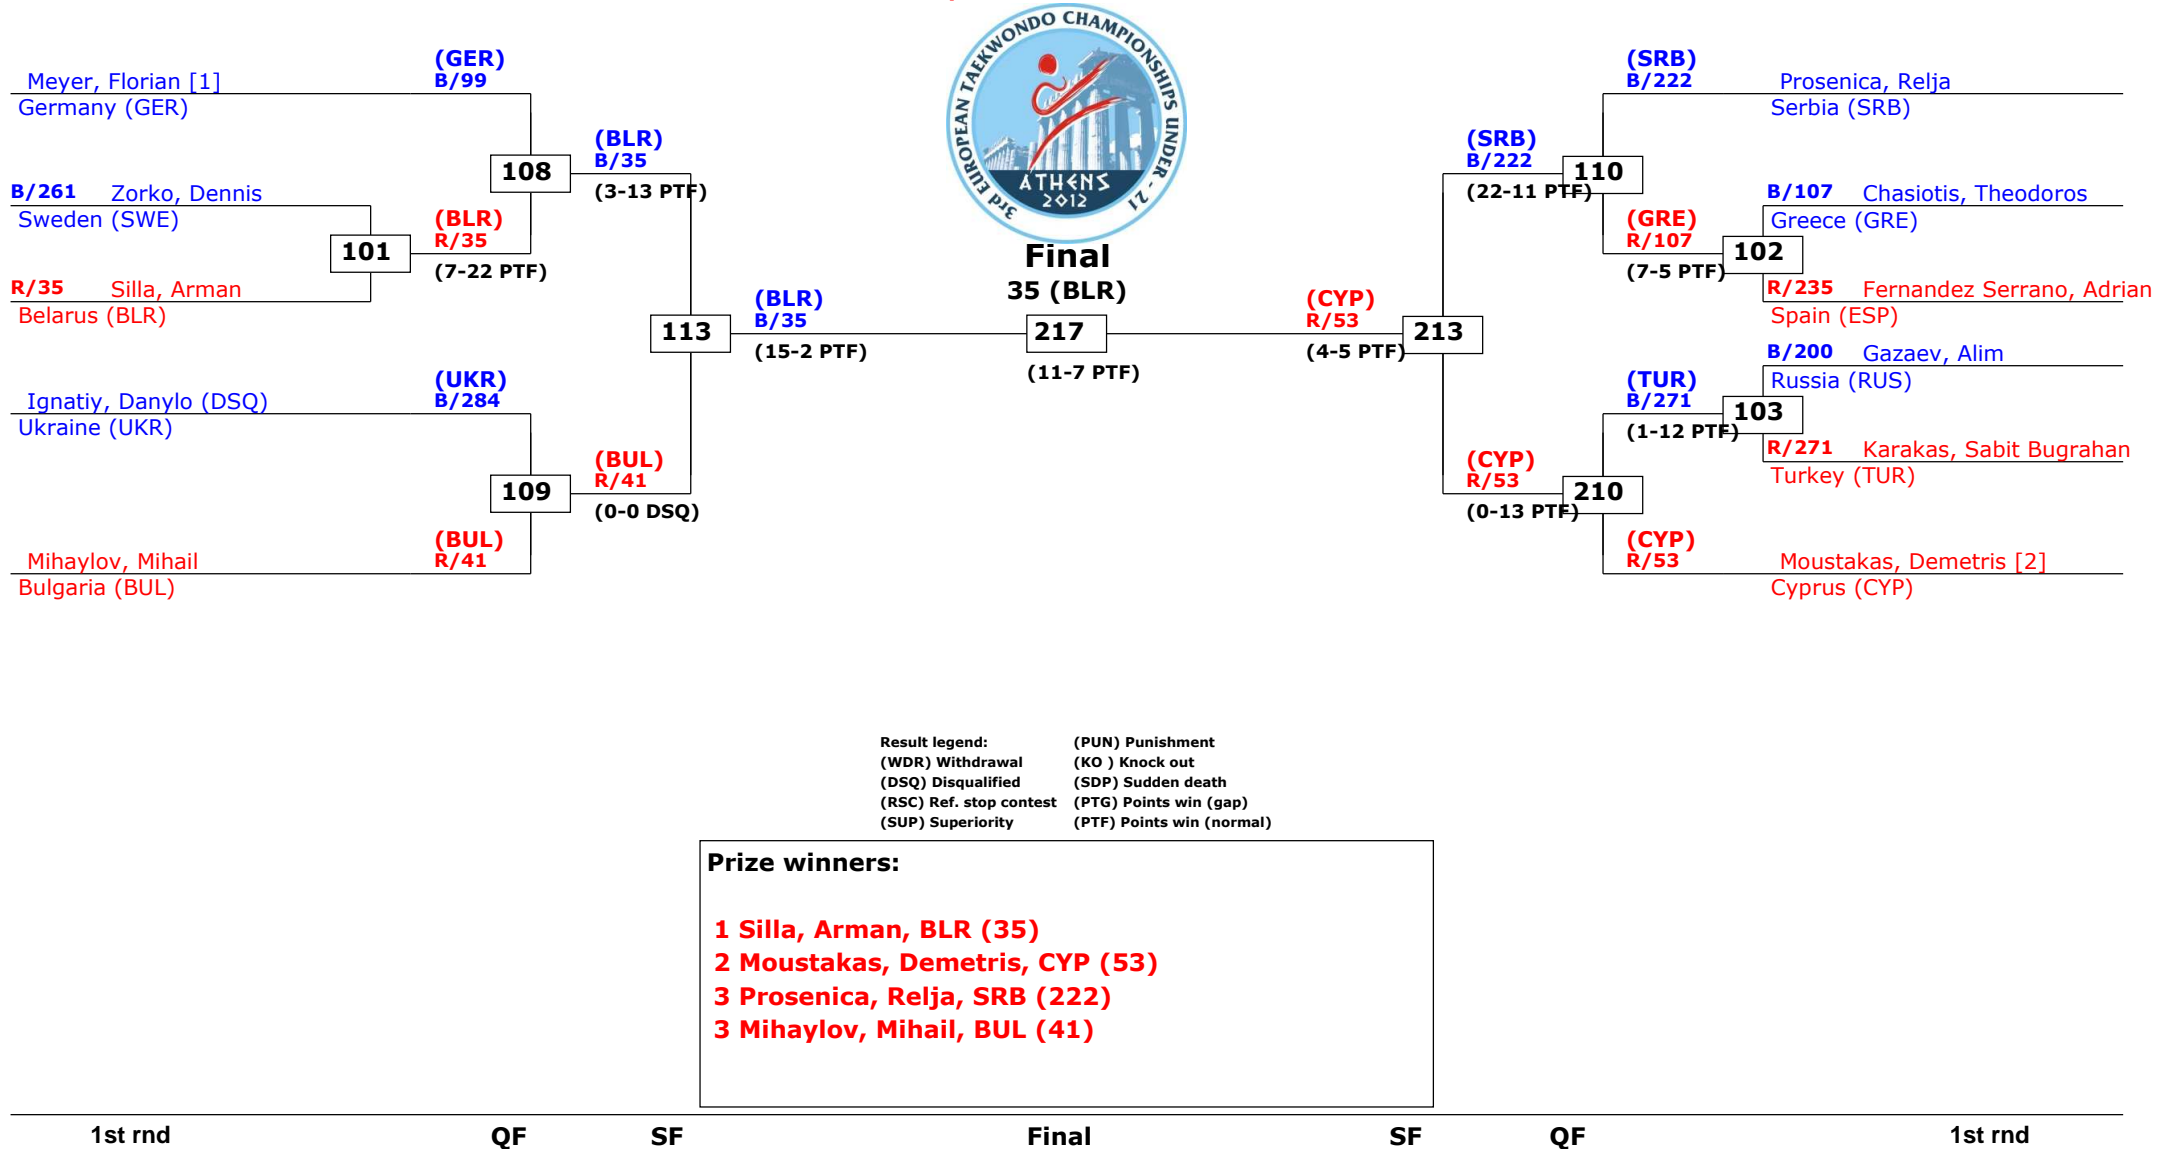 3rd EUROPEAN TAEKWONDO CHAMPIONSHIPS UNDER - 21
ATHENS
2012
Final
35 (BLR)
217
(11-7 PTF)
Meyer, Florian [1]
Germany (GER)
(GER)
B/99
B/261 Zorko, Dennis
Sweden (SWE)
101
R/35 Silla, Arman
Belarus (BLR)
(BLR)
R/35
(7-22 PTF)
108
(BLR)
B/35
(3-13 PTF)
Ignatiy, Danylo (DSQ)
Ukraine (UKR)
(UKR)
B/284
109
Mihaylov, Mihail
Bulgaria (BUL)
(BUL)
R/41
(BUL)
R/41
(0-0 DSQ)
113
(BLR)
B/35
(15-2 PTF)
(CYP)
R/53
(4-5 PTF)
213
(SRB)
B/222
(22-11 PTF)
110
(SRB)
B/222
Prosenica, Relja
Serbia (SRB)
(GRE)
R/107
(7-5 PTF)
102
B/107 Chasiotis, Theodoros
Greece (GRE)
R/235 Fernandez Serrano, Adrian
Spain (ESP)
B/200 Gazaev, Alim
Russia (RUS)
(TUR)
B/271
(1-12 PTF)
103
R/271 Karakas, Sabit Bugrahan
Turkey (TUR)
(CYP)
R/53
(0-13 PTF)
210
(CYP)
R/53
Moustakas, Demetris [2]
Cyprus (CYP)
Result legend:
(WDR) Withdrawal
(DSQ) Disqualified
(RSC) Ref. stop contest
(SUP) Superiority
(PUN) Punishment
(KO ) Knock out
(SDP) Sudden death
(PTG) Points win (gap)
(PTF) Points win (normal)
Prize winners:
1 Silla, Arman, BLR (35)
2 Moustakas, Demetris, CYP (53)
3 Prosenica, Relja, SRB (222)
3 Mihaylov, Mihail, BUL (41)
1st rnd QF SF Final SF QF 1st rnd